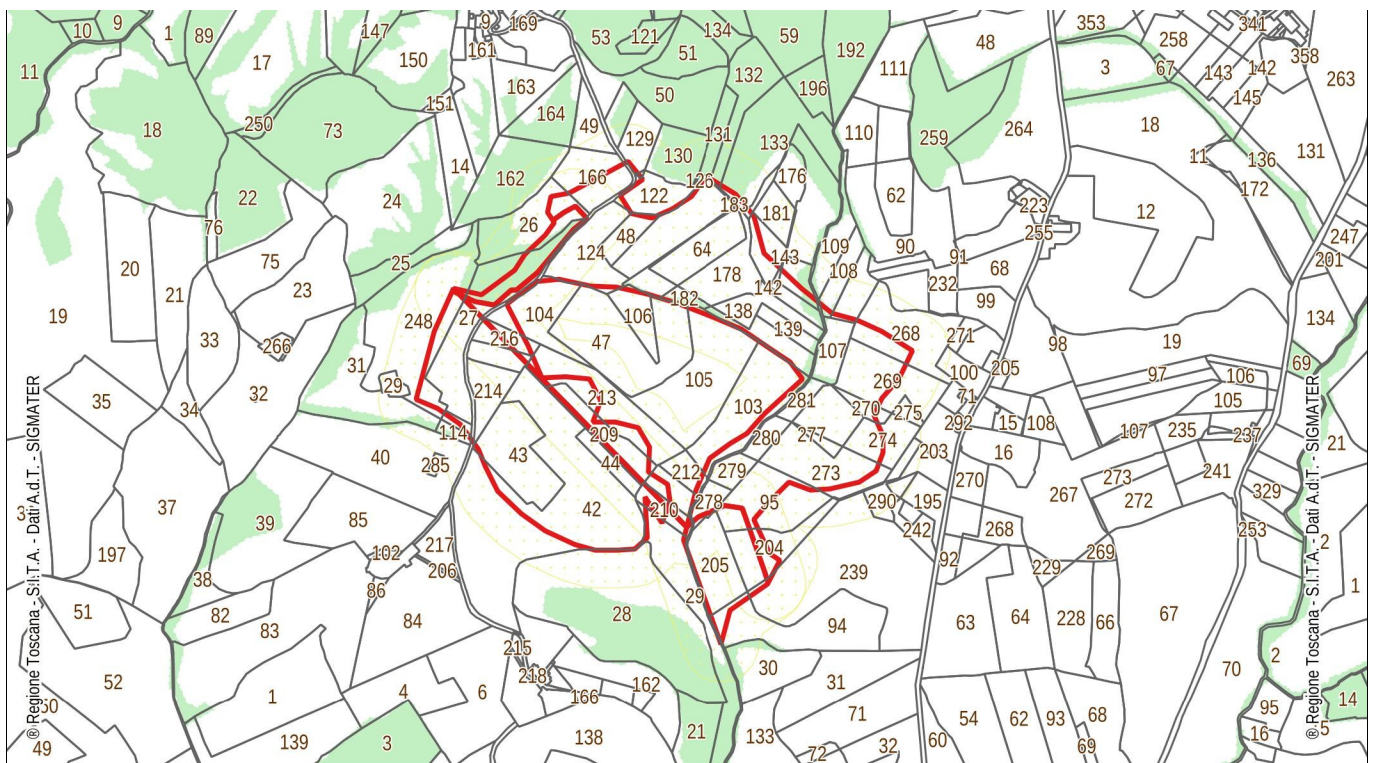 10 9 1 89 147 9 169 53 121 134 59 192 48 353 258 341
17 150 161 51 111 3 67 143 142 358 263
11 163 50 132 196 145
18 250 73 151 164 49 129 131 133 110 259 264 18 11 136 131
14 162 130 176 62 172
22 24 166 122 126 183 181 223 12
76 26 48 255 247
75 25 124 64 143 109 90 91 68 201
20 21 23 248 178 142 108 232 99
19 33 266 27 104 106 182 138 139 268 271 98 19 134
31 216 47 107 100 205 69
35 34 32 29 214 213 105 103 281 269 71 97 106
114 209 280 270 275 292 15 108 105
40 285 43 44 277 274 203 16 107 235 237 21
37 212 279 273 270 273 241
39 85 42 210 278 95 290 195 267 272 329
197 102 217 242 268 253
38 206 205 204 239 92 229 269 2
51 82 86 29 1
83 84 28 94 63 64 228 66 67
215 30 70 2
52 1 4 6 218 166 162 31
50 71 54 62 93 68 95 14
49 139 3 138 21 133 72 32 60 69 16 5
®Regione Toscana - S.I.T.A. - Dati A.d.T. - SIGMATER
®Regione Toscana - S.I.T.A. - Dati A.d.T. - SIGMATER